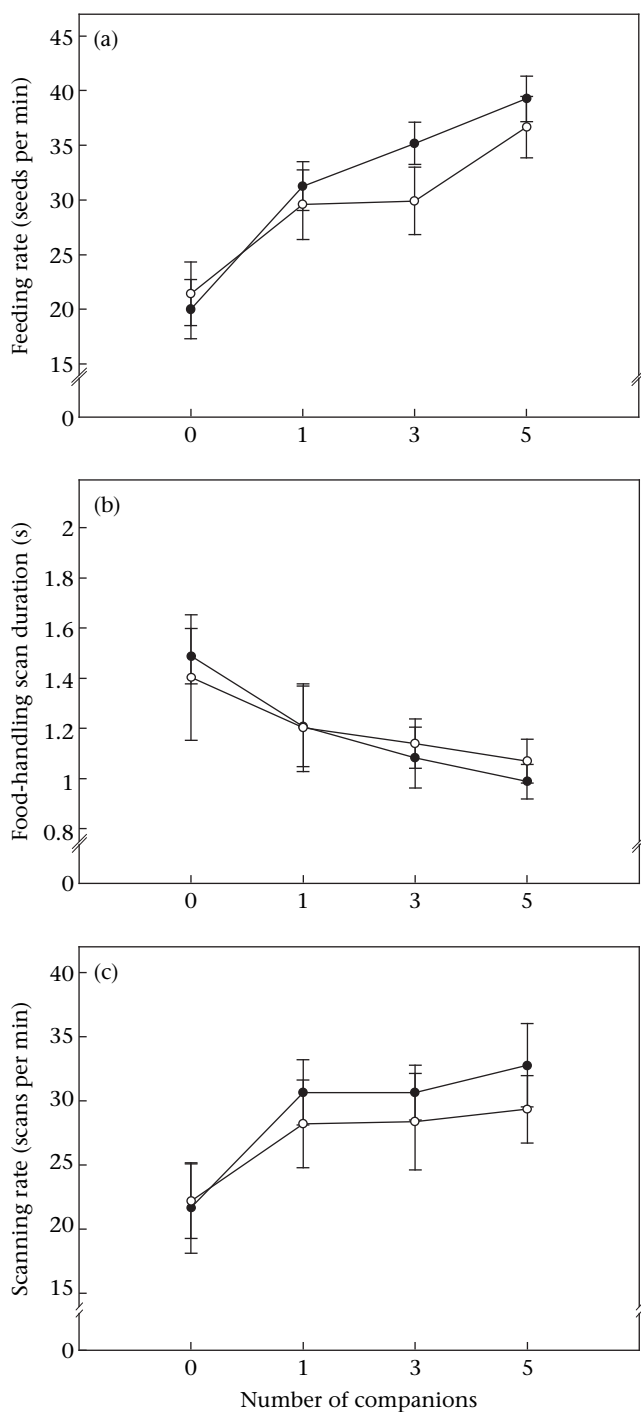 (a)
Feeding rate (seeds per min)
45
40
35
30
25
20
15
0
0 1 3 5
(b)
Food-handling scan duration (s)
2
1.8
1.6
1.4
1.2
1
0.8
0
0 1 3 5
(c)
Scanning rate (scans per min)
40
35
30
25
20
15
0
0 1 3 5
Number of companions